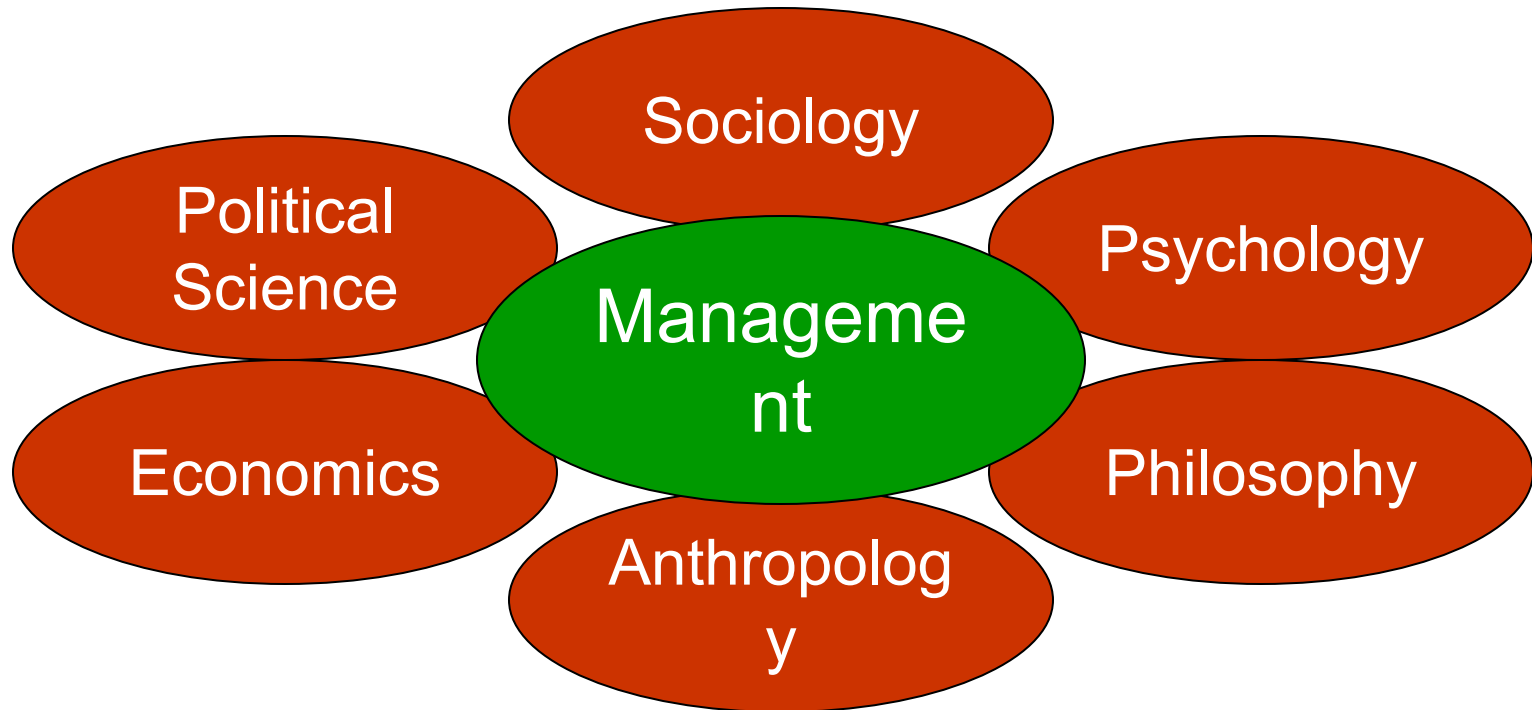 Sociology
Political
Science
Psychology
Manageme
nt
Economics
Philosophy
Anthropolog
y